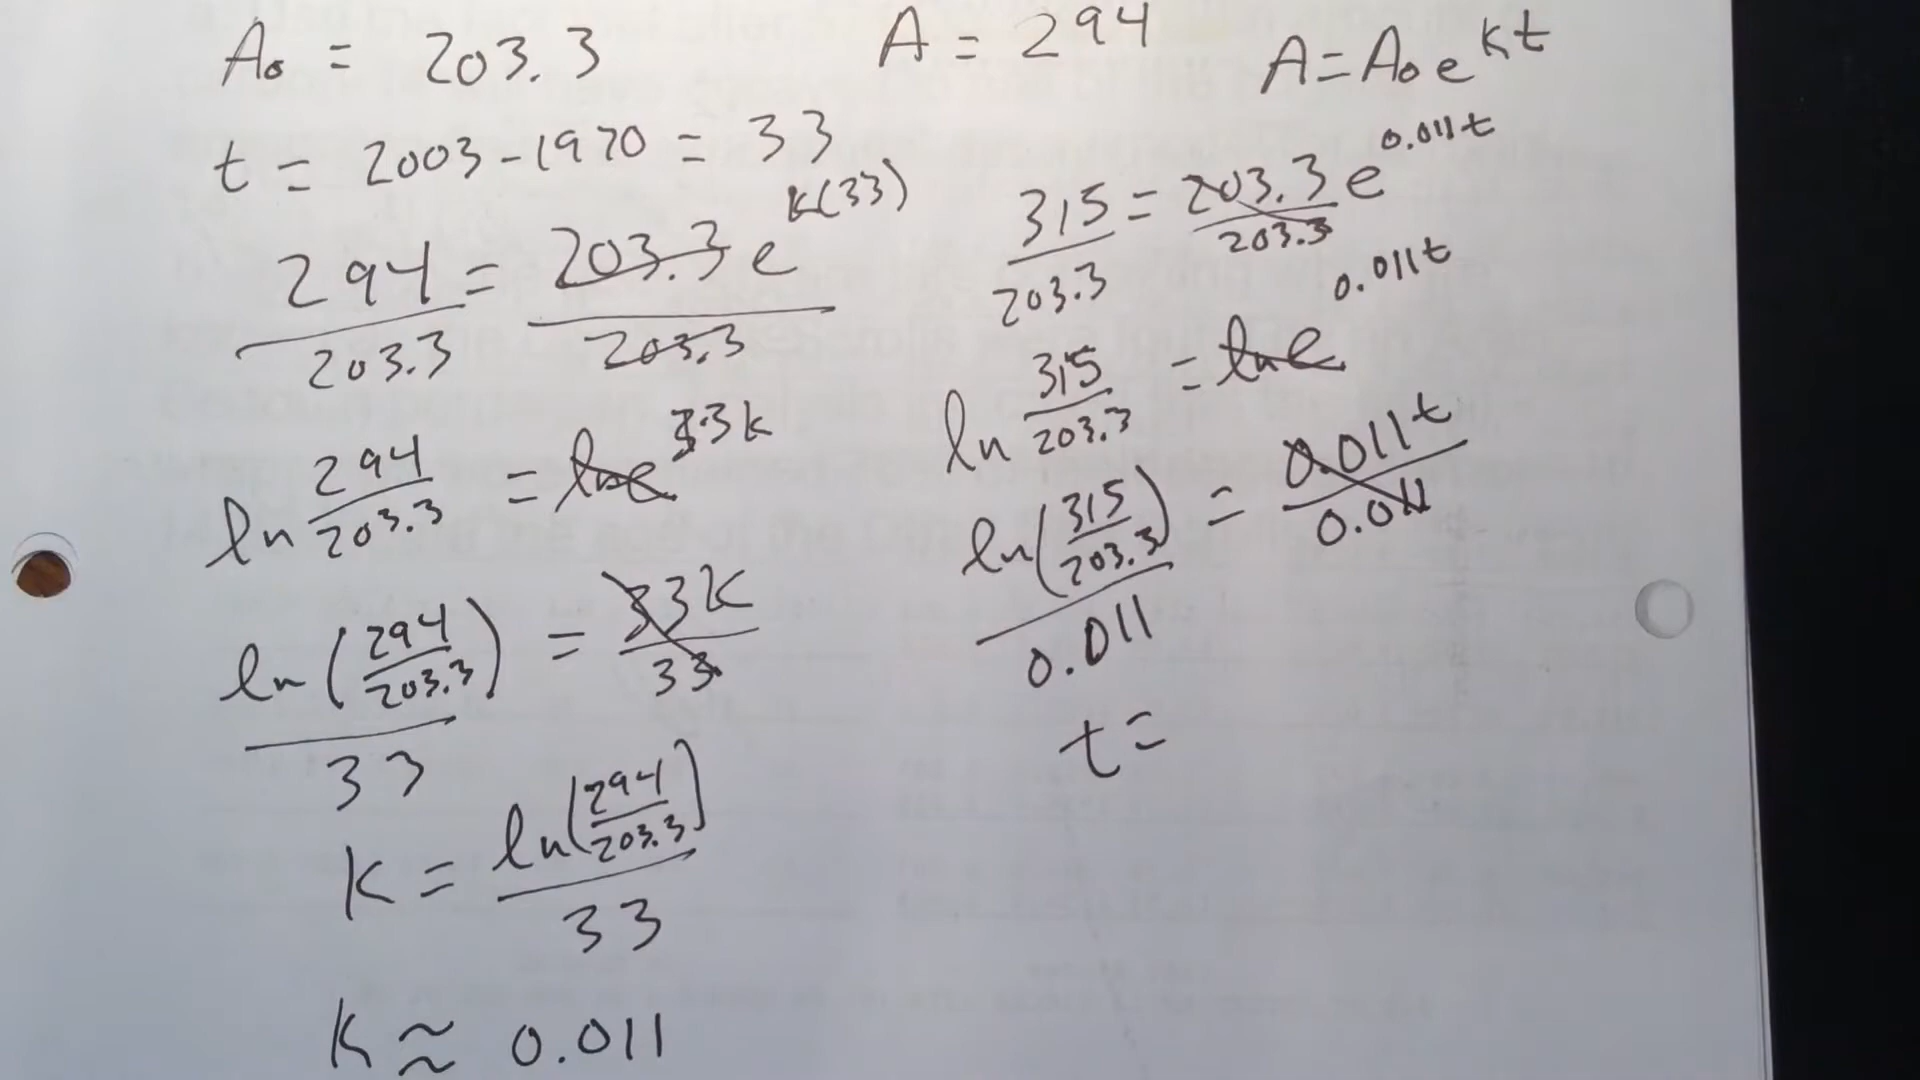 A₀ = 203.3
A = 294
A = A₀e^kt
t = 2003 - 1970 = 33
294/203.3 = 203.3e^k(33)/203.3
ln 294/203.3 = ln e^33k
ln(294/203.3)/33 = 33k/33
k = ln(294/203.3)/33
k ≈ 0.011
315/203.3 = 203.3e^0.011t/203.3
ln 315/203.3 = ln e^0.011t
ln(315/203.3)/0.011 = 0.011t/0.011
t =